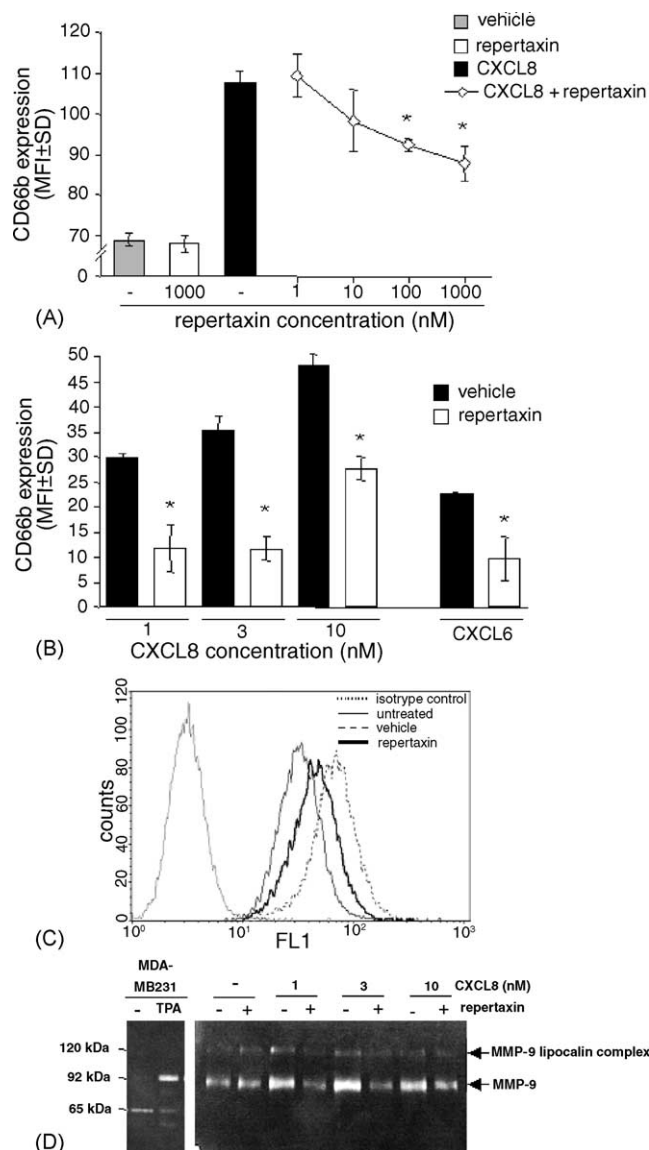 vehicle
repertaxin
CXCL8
CXCL8 + repertaxin
CD66b expression
(MFI±SD)
120
110
100
90
80
70
0
- 1000 - 1 10 100 1000
* *
(A) repertaxin concentration (nM)
vehicle
repertaxin
CD66b expression
(MFI±SD)
50
45
40
35
30
25
20
15
10
5
0
* * * *
1 3 10 CXCL6
(B) CXCL8 concentration (nM)
isotype control
untreated
vehicle
repertaxin
counts
120
100
80
60
40
20
0
10⁰ 10¹ 10² 10³
(C) FL1
MDA-
MB231
- TPA
- 1 3 10 CXCL8 (nM)
- + - + - + - + repertaxin
120 kDa
MMP-9 lipocalin complex
92 kDa
MMP-9
65 kDa
(D)